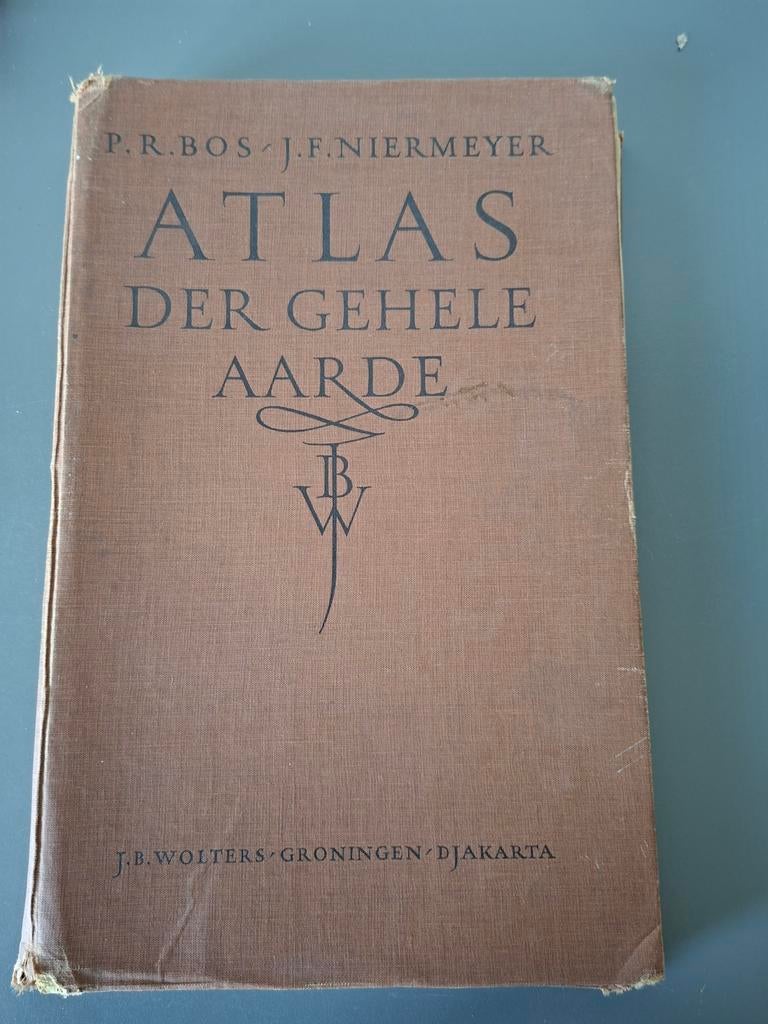 P.R.BOS - J.F.NIERMEYER
ATLAS
DER GEHELE
AARDE
JBW
J.B.WOLTERS - GRONINGEN - DJAKARTA